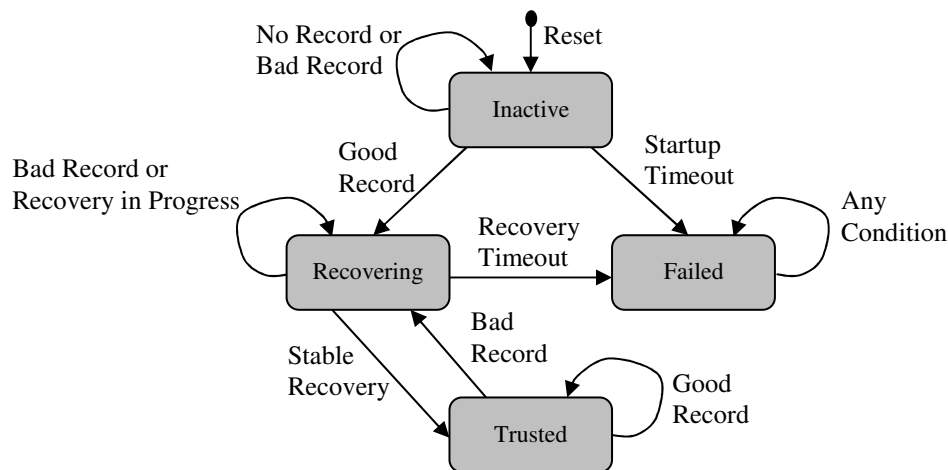 No Record or
Bad Record
Reset
Inactive
Good
Record
Startup
Timeout
Bad Record or
Recovery in Progress
Recovery
Timeout
Any
Condition
Recovering
Failed
Bad
Record
Stable
Recovery
Good
Record
Trusted